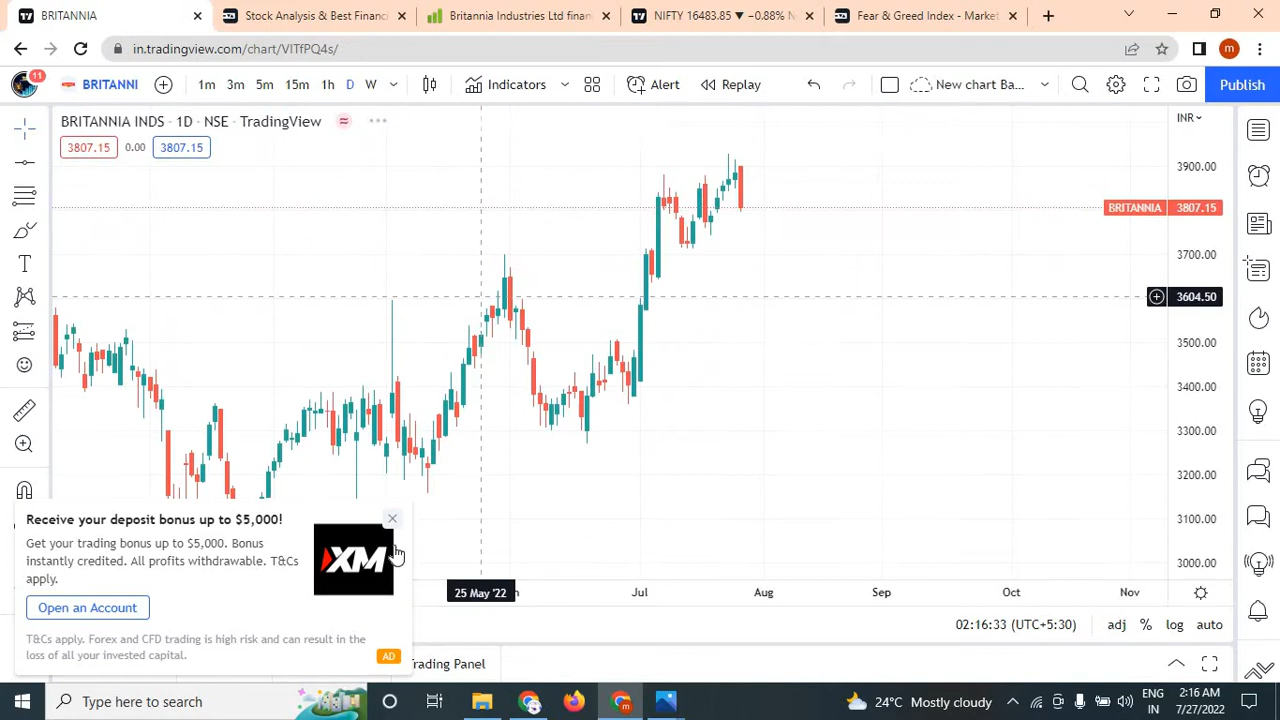 BRITANNIA
Stock Analysis & Best Financ
Britannia Industries Ltd finan
NIFTY 16483.85 ▼ −0.88% N
Fear & Greed Index - Market
in.tradingview.com/chart/VITfPQ4s/
m
11
BRITANNI
1m 3m 5m 15m 1h D W
Indicators
Alert
Replay
New chart Ba...
Publish
BRITANNIA INDS · 1D · NSE · TradingView
INR
3807.15 0.00 3807.15
3900.00
BRITANNIA 3807.15
3700.00
3604.50
3500.00
3400.00
3300.00
3200.00
3100.00
3000.00
Receive your deposit bonus up to $5,000!
Get your trading bonus up to $5,000. Bonus
instantly credited. All profits withdrawable. T&Cs
apply.
XM
Open an Account
T&Cs apply. Forex and CFD trading is high risk and can result in the
loss of all your invested capital.
AD
25 May '22
Jul Aug Sep Oct Nov
02:16:33 (UTC+5:30) adj % log auto
Trading Panel
Type here to search
24°C Mostly cloudy
ENG
IN
2:16 AM
7/27/2022